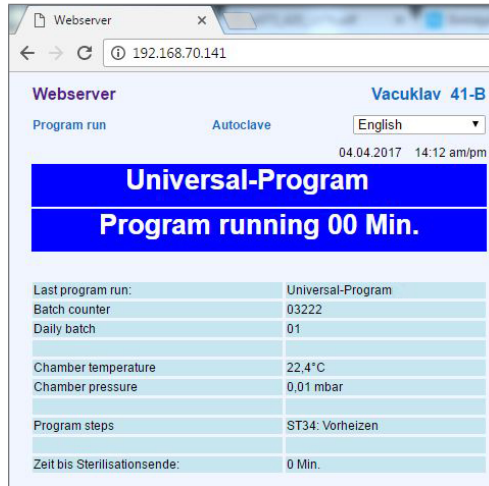 Webserver
192.168.70.141
Webserver Vacuklav 41-B
Program run Autoclave English
04.04.2017 14:12 am/pm
Universal-Program
Program running 00 Min.
Last program run: Universal-Program
Batch counter 03222
Daily batch 01
Chamber temperature 22,4°C
Chamber pressure 0,01 mbar
Program steps ST34: Vorheizen
Zeit bis Sterilisationsende: 0 Min.